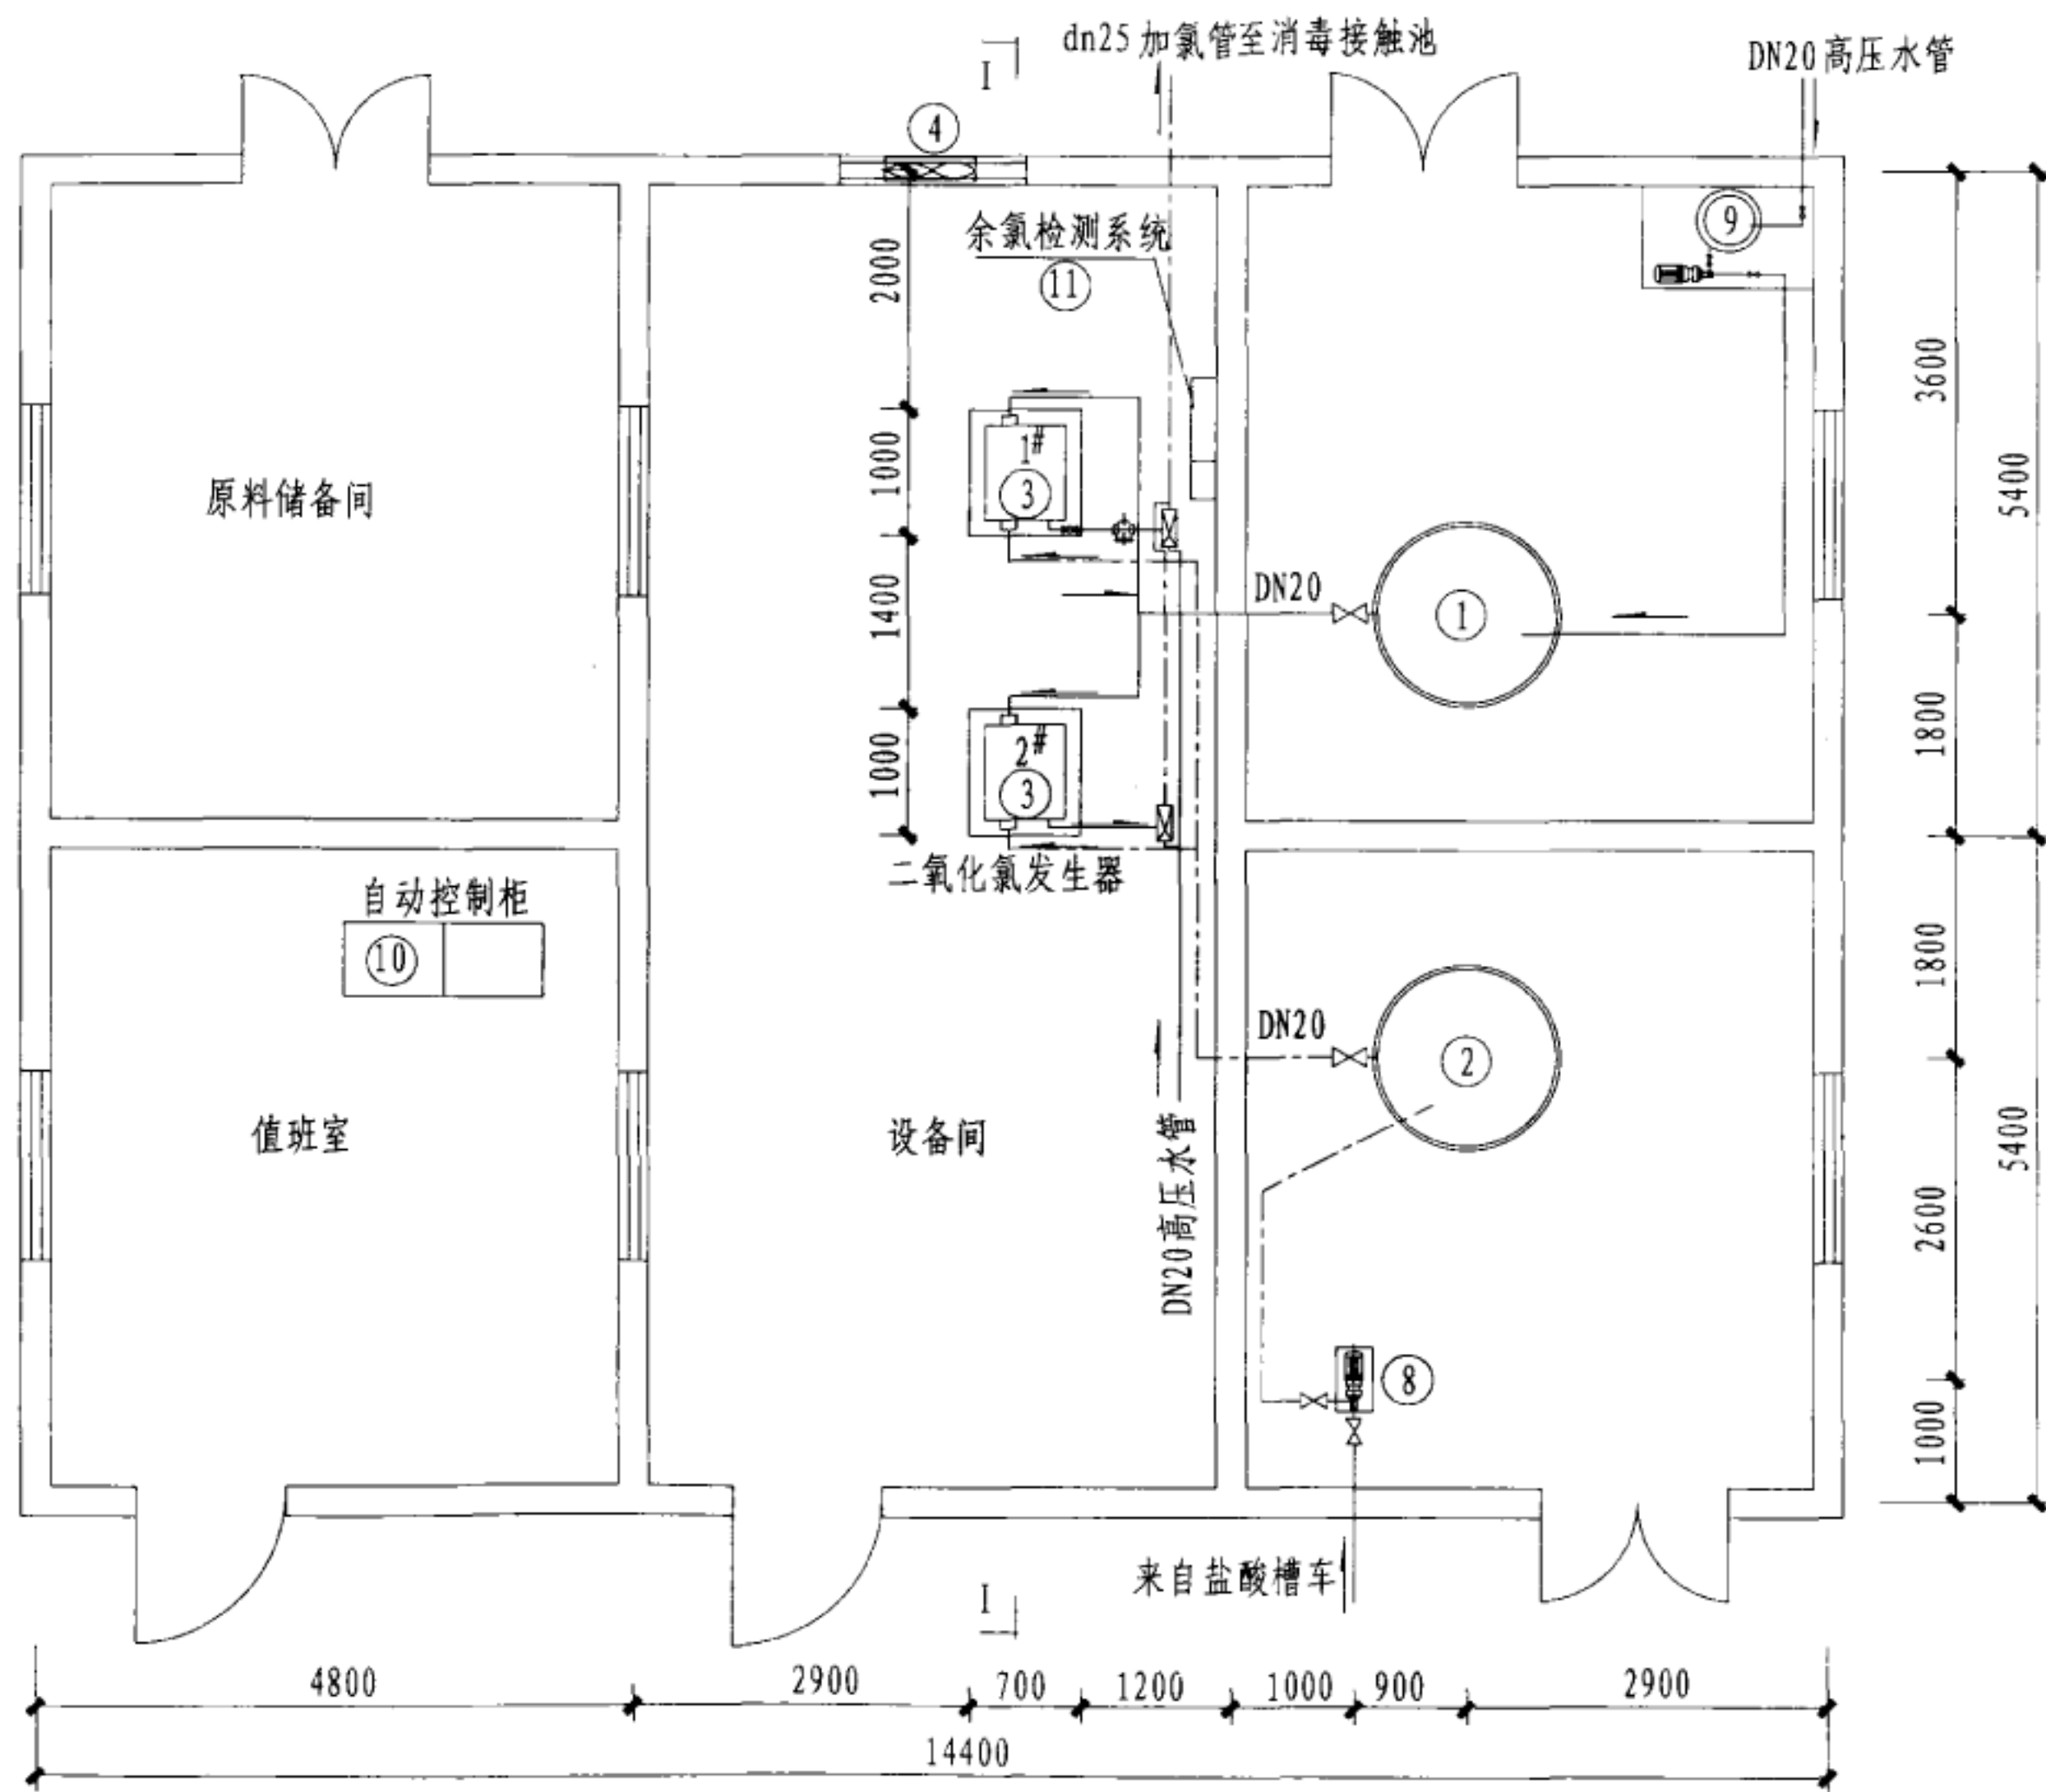 dn25加氯管至消毒接触池
DN20高压水管
I
4
9
余氯检测系统
11
2000
3600
5400
1#
3
1000
原料储备间
1400
DN20
1
1800
2#
3
1000
二氧化氯发生器
自动控制柜
10
1800
DN20
2
值班室
设备间
DN20高压水管
5400
2600
8
1000
来自盐酸槽车
I
4800
2900
700
1200
1000
900
2900
14400